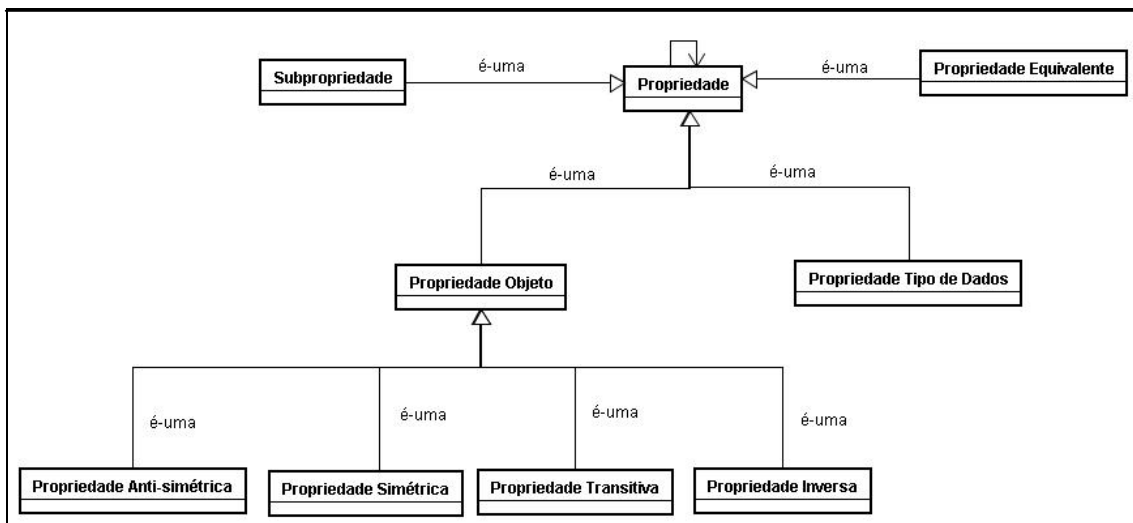 Subpropriedade
é-uma
Propriedade
é-uma
Propriedade Equivalente
é-uma
é-uma
Propriedade Objeto
Propriedade Tipo de Dados
é-uma
é-uma
é-uma
é-uma
Propriedade Anti-simétrica
Propriedade Simétrica
Propriedade Transitiva
Propriedade Inversa